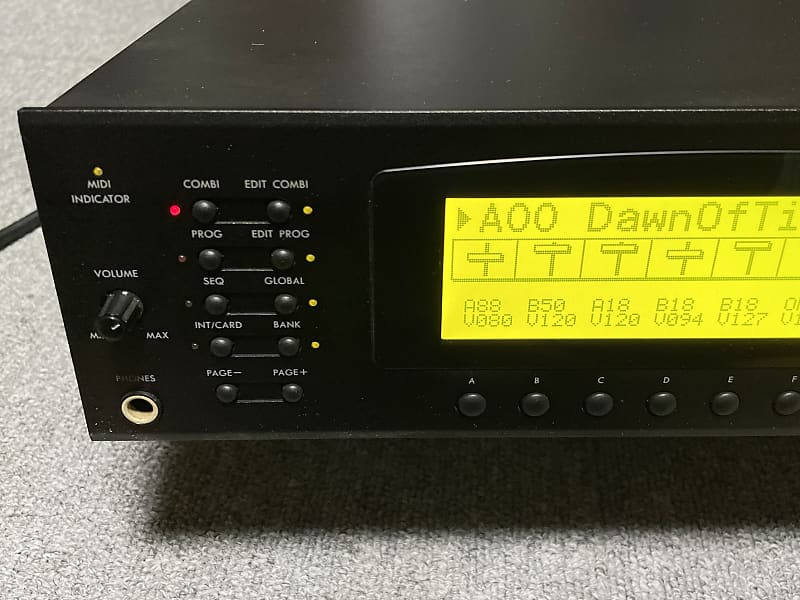 MIDI
INDICATOR
COMBI EDIT COMBI
PROG EDIT PROG
SEQ GLOBAL
INT/CARD BANK
PAGE− PAGE+
VOLUME
MAX
PHONES
A00 DawnOfTi
A88 B50 A18 B18 B18
V080 V120 V120 V094 V127
A B C D E F